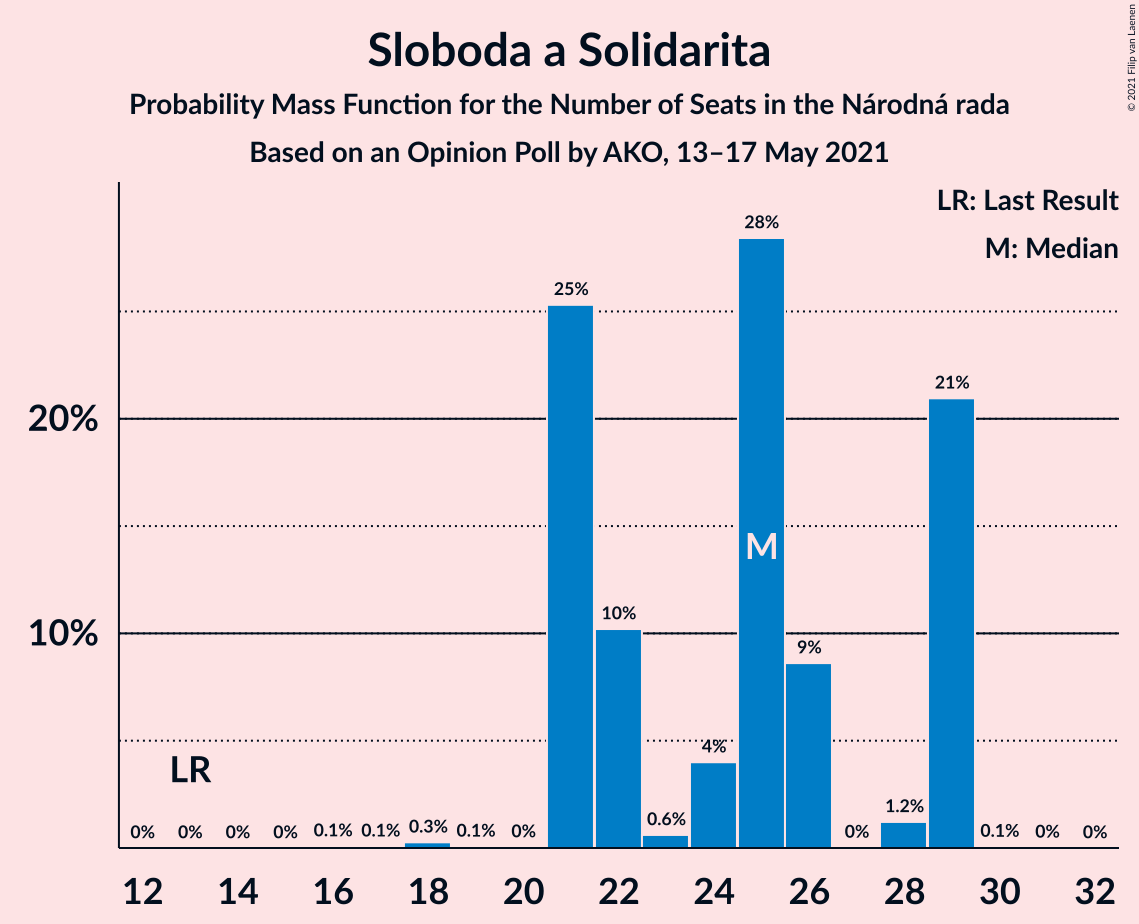 Sloboda a Solidarita
Probability Mass Function for the Number of Seats in the Národná rada
Based on an Opinion Poll by AKO, 13–17 May 2021
© 2021 Filip van Laenen
LR: Last Result
M: Median
28%
25%
21%
20%
M
10%
10%
9%
4%
LR
1.2%
0.6%
0% 0% 0% 0% 0.1% 0.1% 0.3% 0.1% 0% 0% 0.1% 0% 0%
12 14 16 18 20 22 24 26 28 30 32